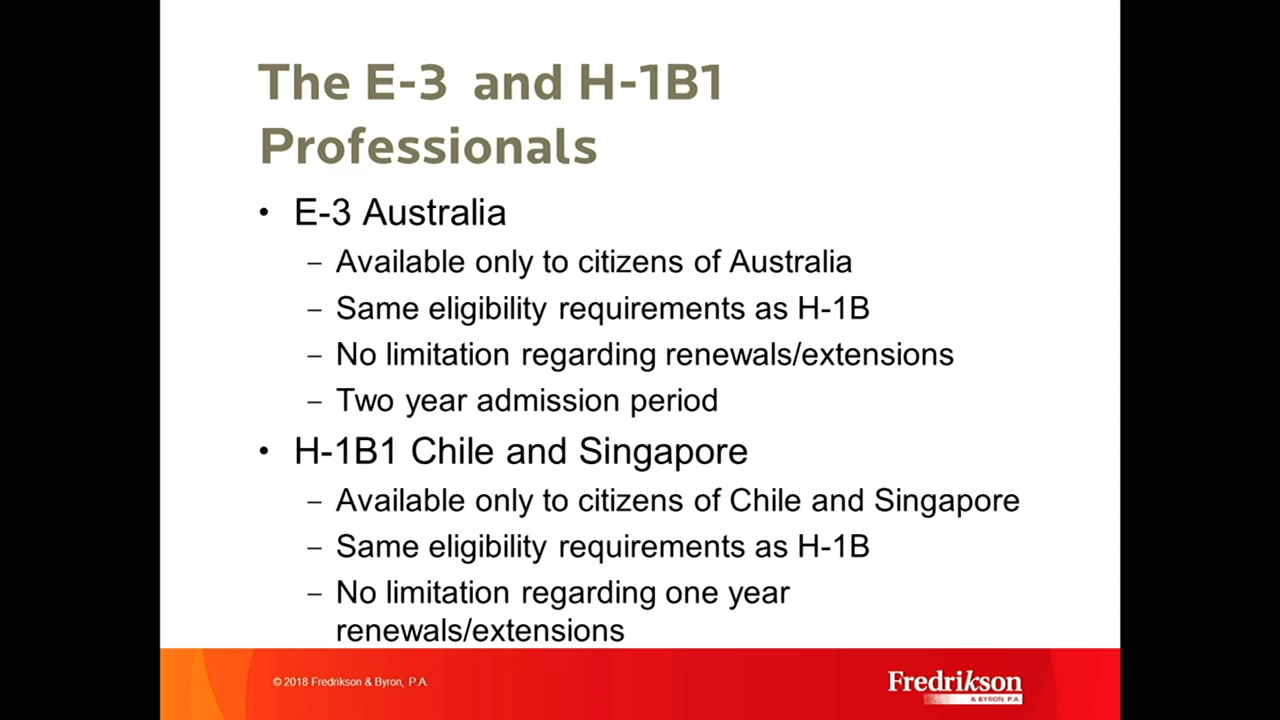 The E-3  and H-1B1
Professionals
• E-3 Australia
– Available only to citizens of Australia
– Same eligibility requirements as H-1B
– No limitation regarding renewals/extensions
– Two year admission period
• H-1B1 Chile and Singapore
– Available only to citizens of Chile and Singapore
– Same eligibility requirements as H-1B
– No limitation regarding one year
renewals/extensions
© 2018 Fredrikson & Byron, P.A.
Fredrikson
& BYRON, P.A.